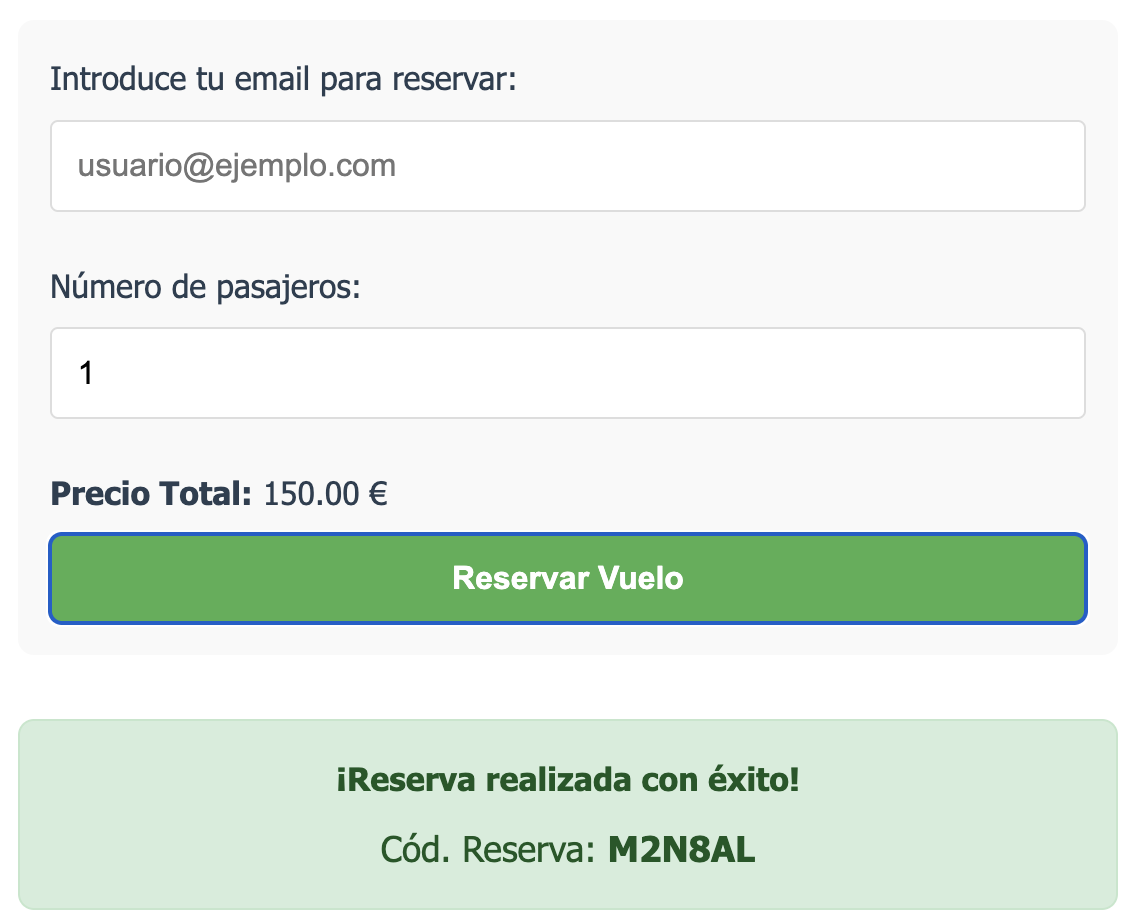 Introduce tu email para reservar:
usuario@ejemplo.com
Número de pasajeros:
1
Precio Total: 150.00 €
Reservar Vuelo
¡Reserva realizada con éxito!
Cód. Reserva: M2N8AL